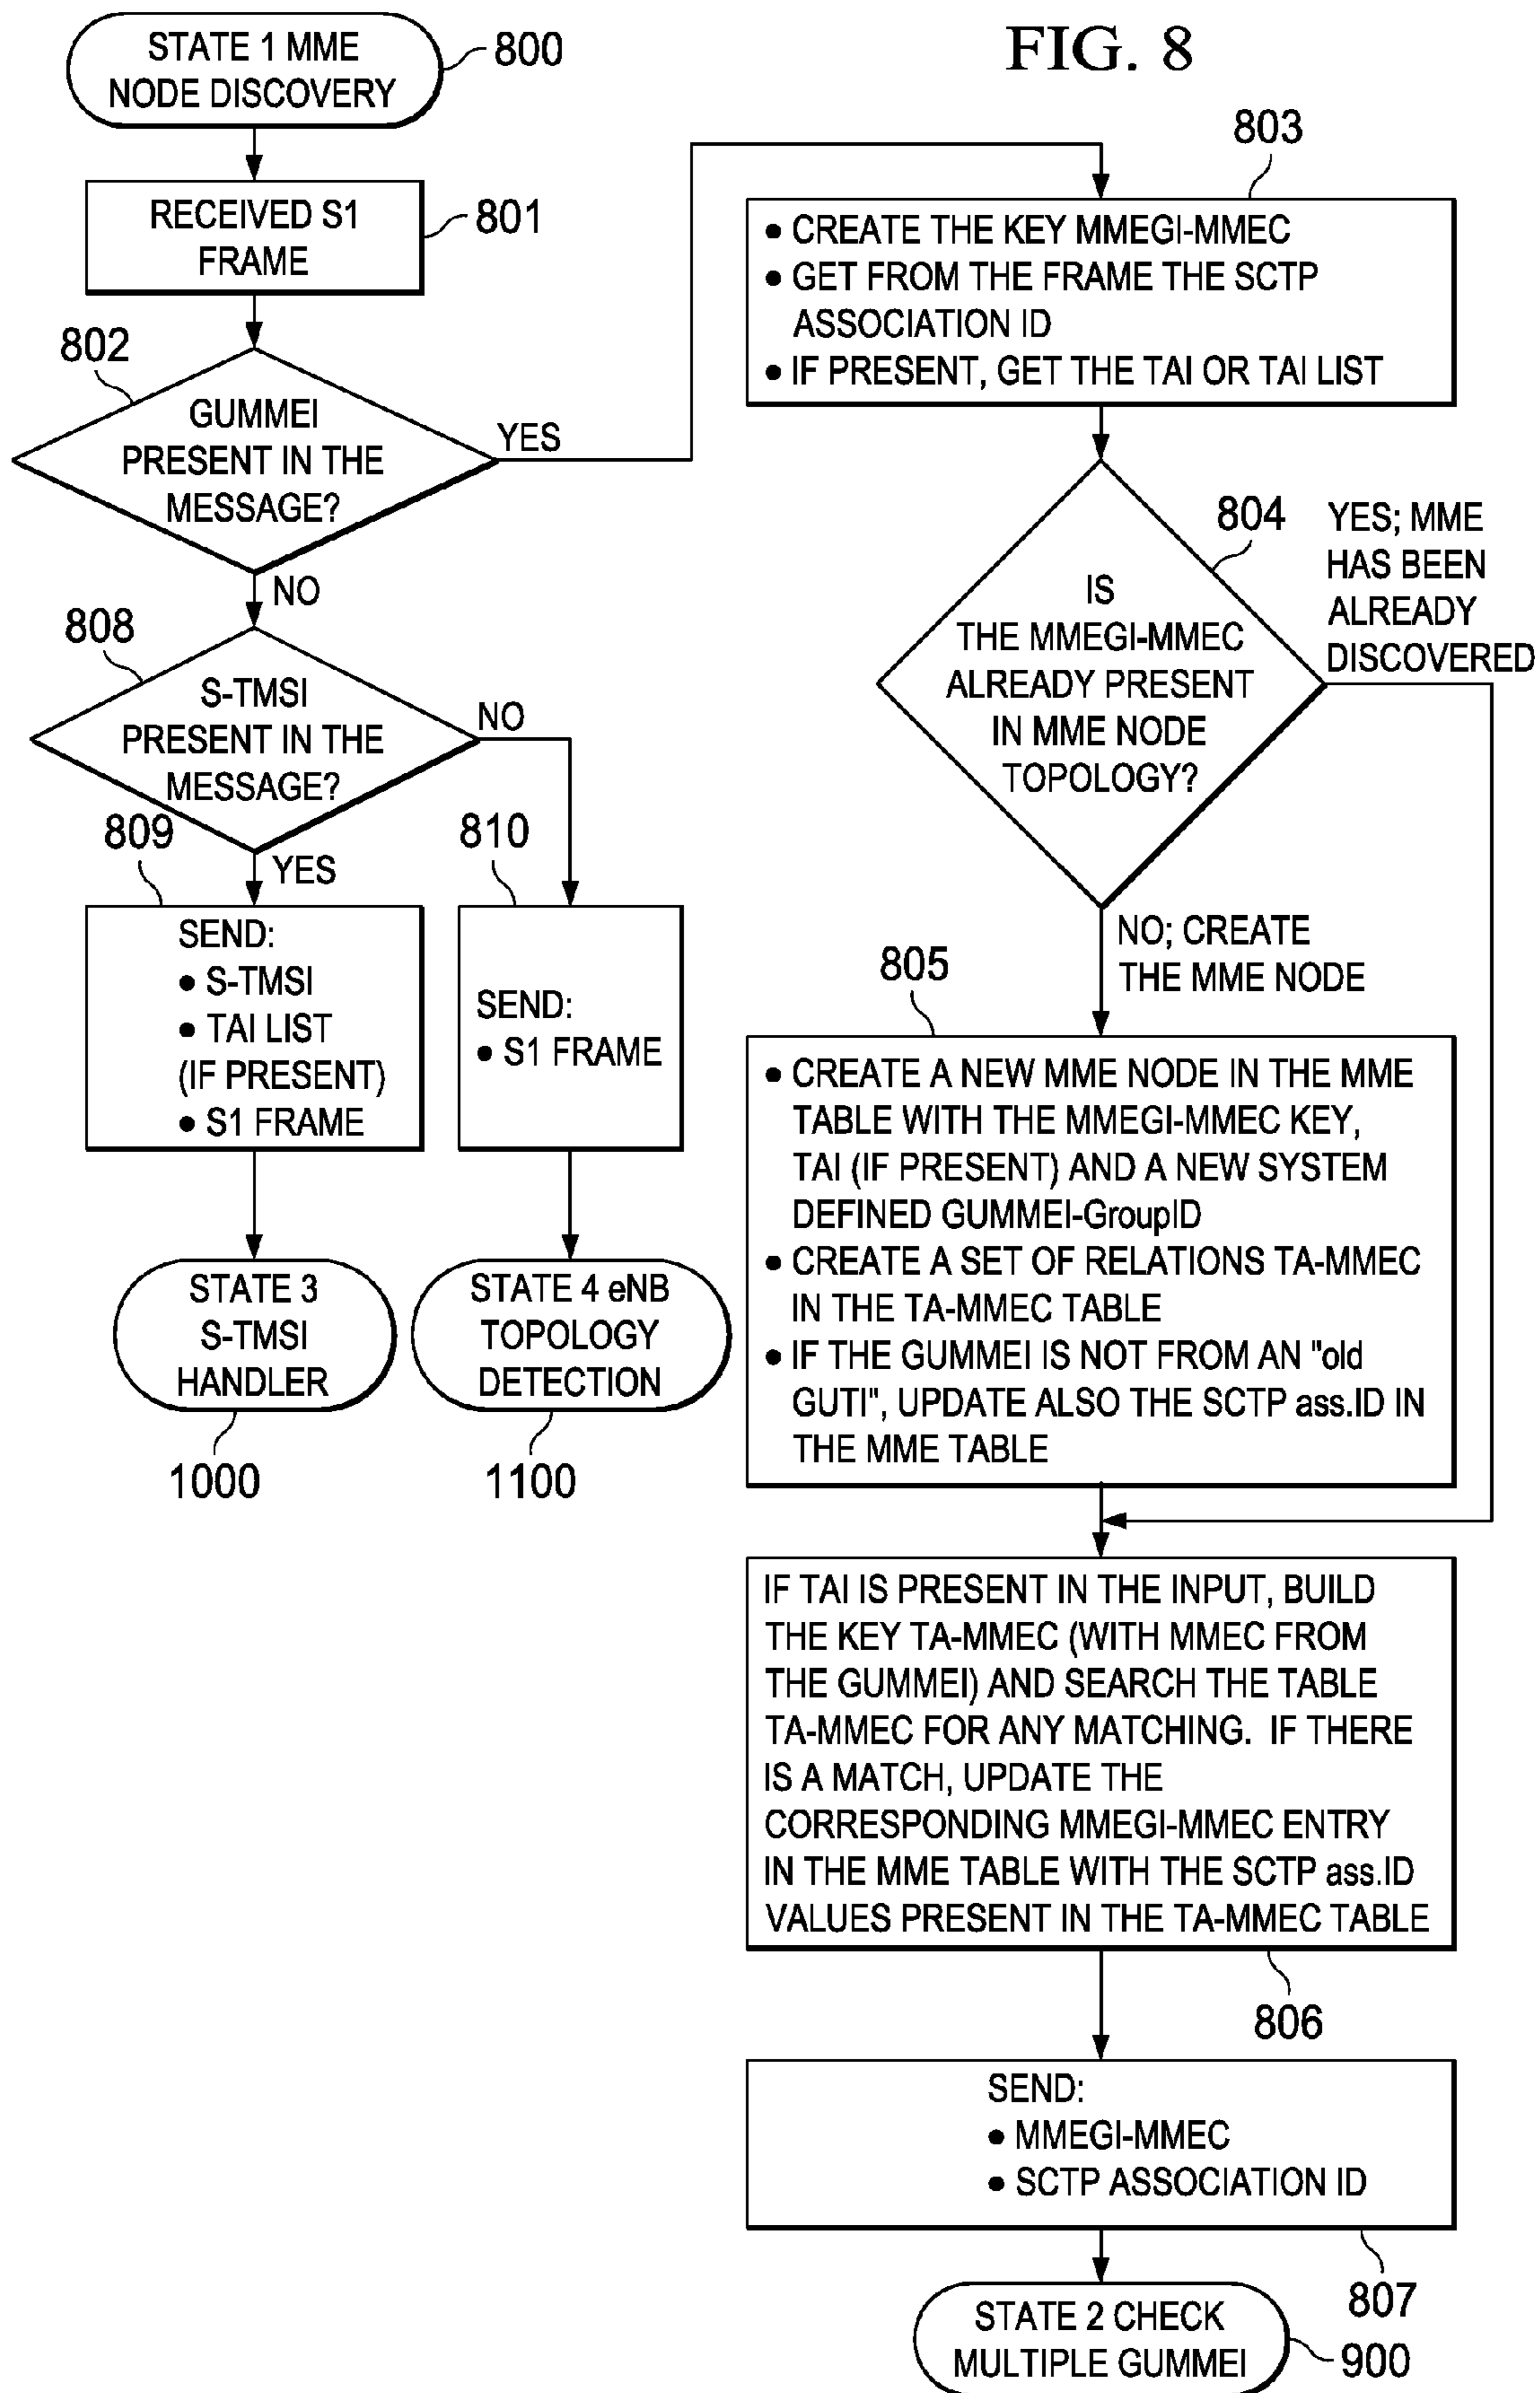 FIG. 8
STATE 1 MME
NODE DISCOVERY
800
RECEIVED S1
FRAME
801
802
GUMMEI
PRESENT IN THE
MESSAGE?
YES
NO
808
S-TMSI
PRESENT IN THE
MESSAGE?
NO
YES
809
SEND:
• S-TMSI
• TAI LIST
(IF PRESENT)
• S1 FRAME
810
SEND:
• S1 FRAME
STATE 3
S-TMSI
HANDLER
1000
STATE 4 eNB
TOPOLOGY
DETECTION
1100
803
• CREATE THE KEY MMEGI-MMEC
• GET FROM THE FRAME THE SCTP
ASSOCIATION ID
• IF PRESENT, GET THE TAI OR TAI LIST
804
IS
THE MMEGI-MMEC
ALREADY PRESENT
IN MME NODE
TOPOLOGY?
YES; MME
HAS BEEN
ALREADY
DISCOVERED
NO; CREATE
THE MME NODE
805
• CREATE A NEW MME NODE IN THE MME
TABLE WITH THE MMEGI-MMEC KEY,
TAI (IF PRESENT) AND A NEW SYSTEM
DEFINED GUMMEI-GroupID
• CREATE A SET OF RELATIONS TA-MMEC
IN THE TA-MMEC TABLE
• IF THE GUMMEI IS NOT FROM AN "old
GUTI", UPDATE ALSO THE SCTP ass.ID IN
THE MME TABLE
IF TAI IS PRESENT IN THE INPUT, BUILD
THE KEY TA-MMEC (WITH MMEC FROM
THE GUMMEI) AND SEARCH THE TABLE
TA-MMEC FOR ANY MATCHING. IF THERE
IS A MATCH, UPDATE THE
CORRESPONDING MMEGI-MMEC ENTRY
IN THE MME TABLE WITH THE SCTP ass.ID
VALUES PRESENT IN THE TA-MMEC TABLE
806
SEND:
• MMEGI-MMEC
• SCTP ASSOCIATION ID
807
STATE 2 CHECK
MULTIPLE GUMMEI
900